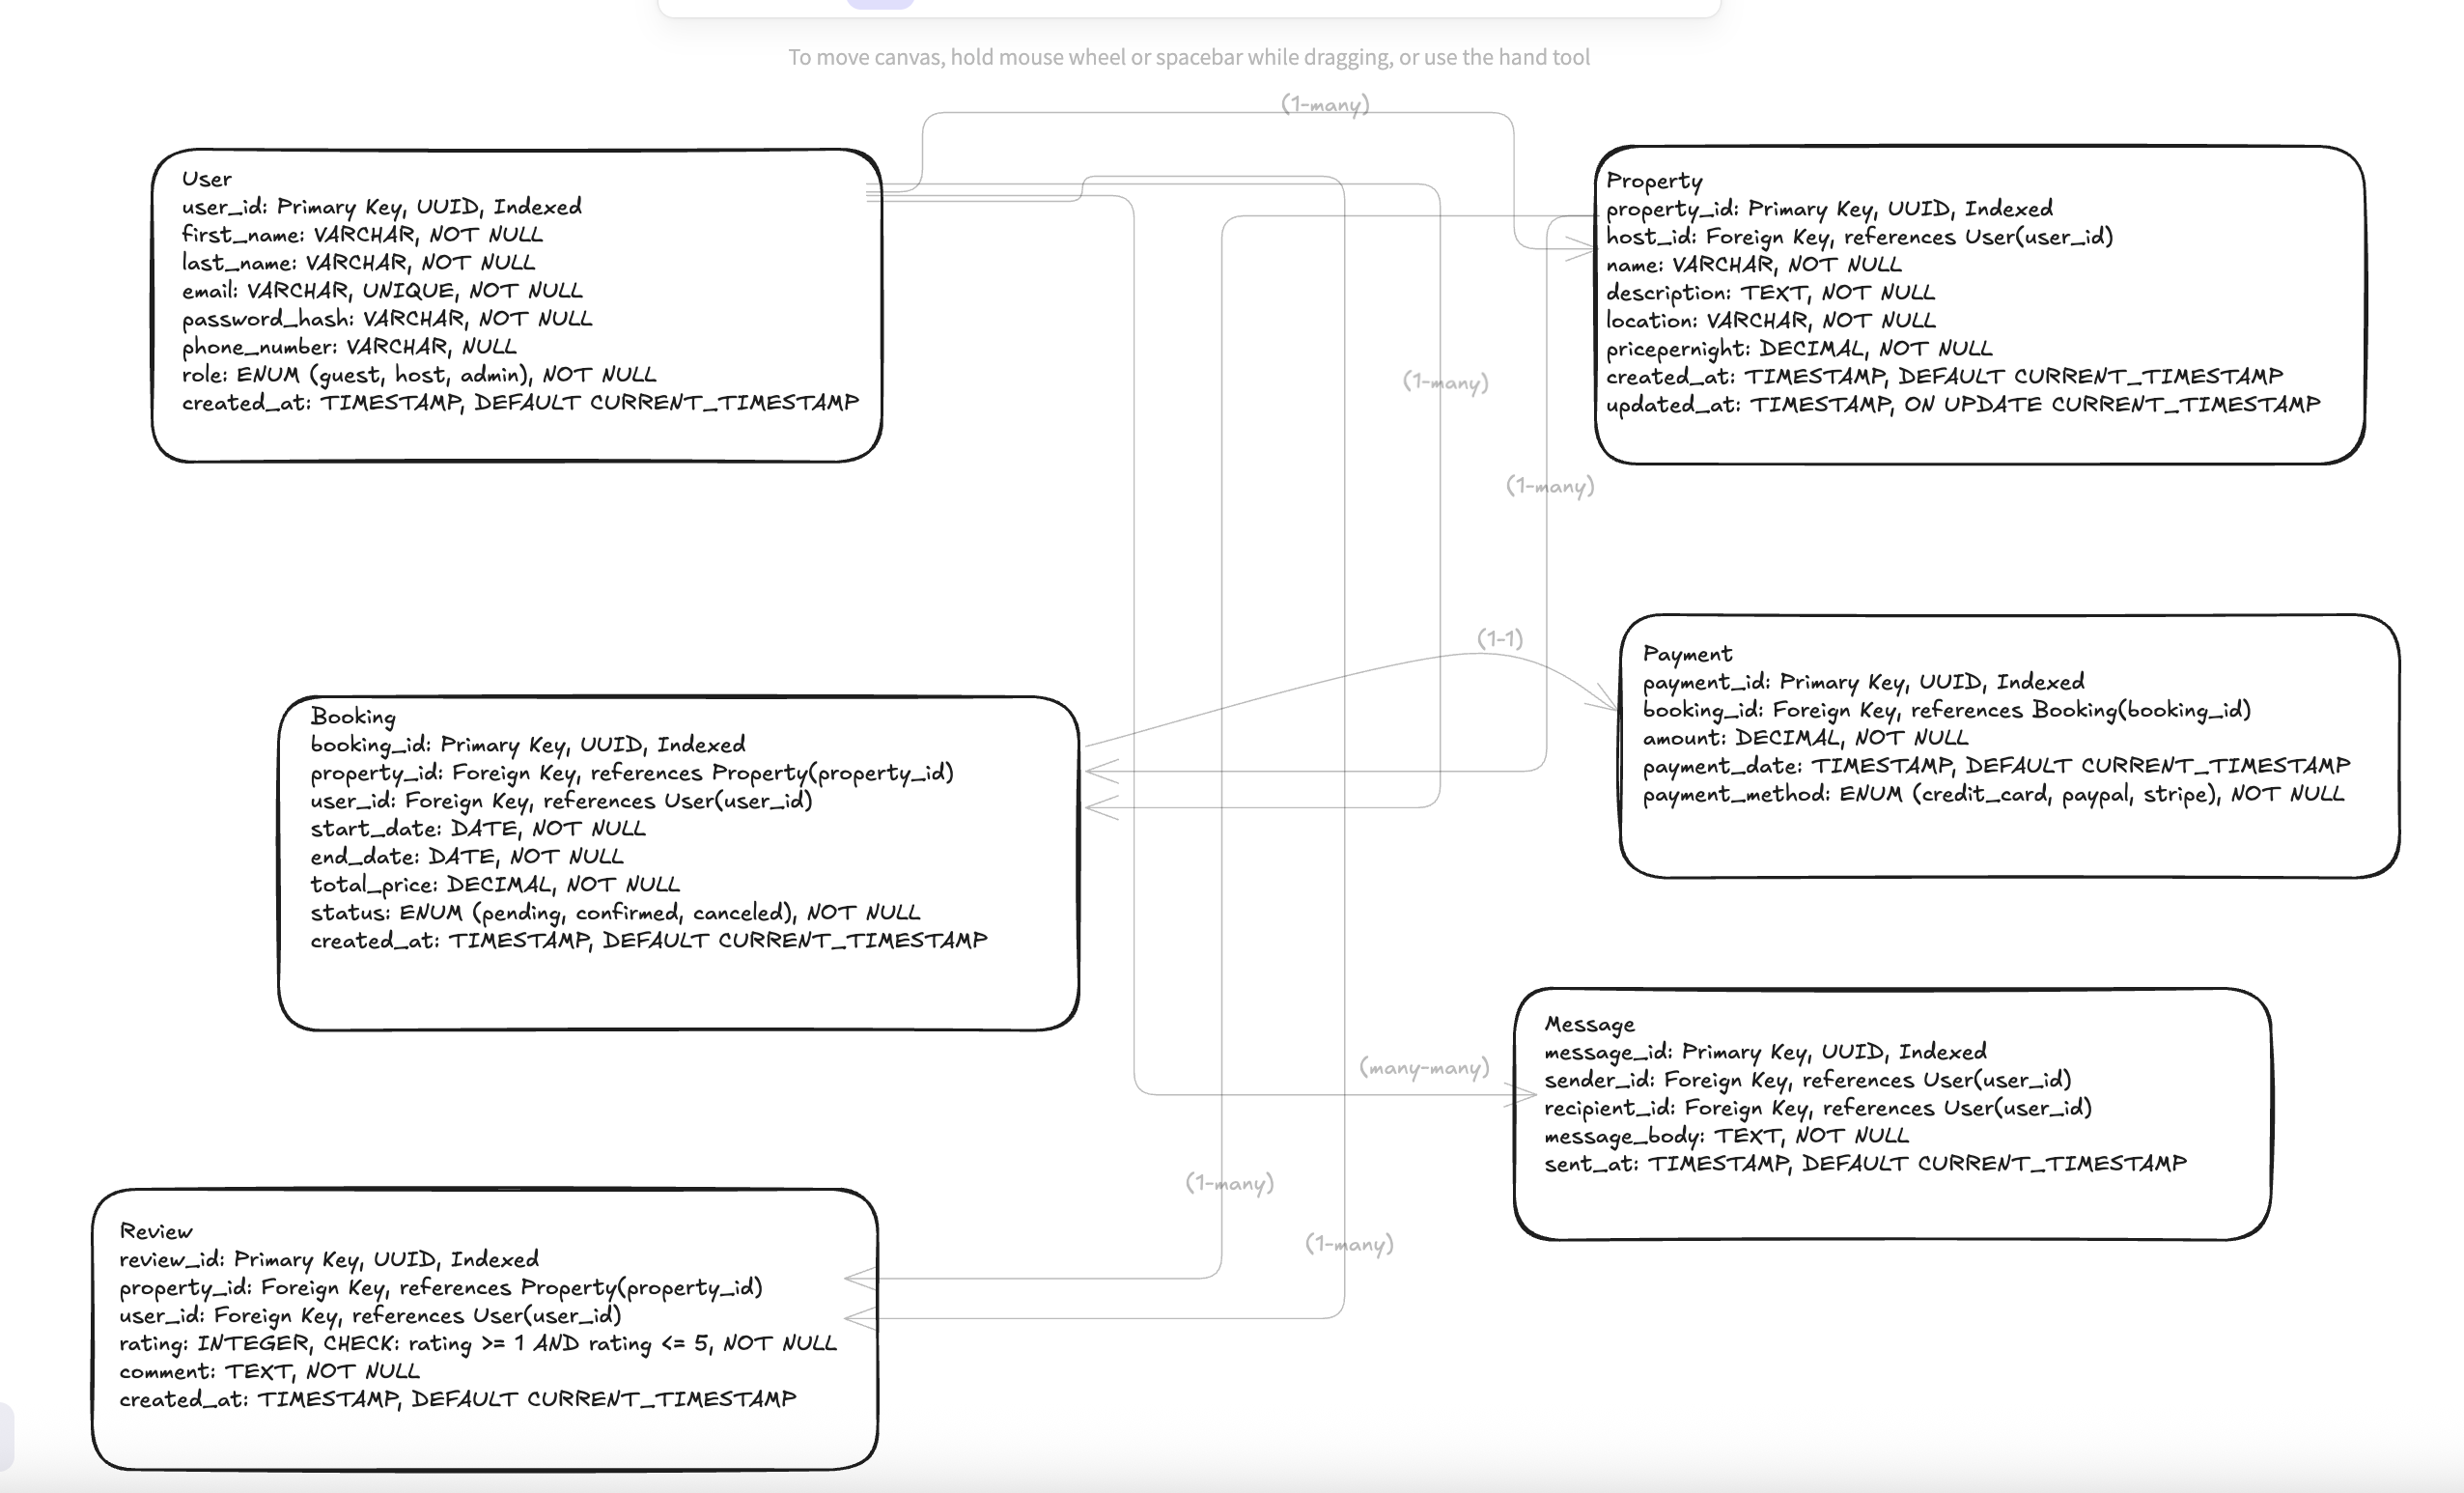 To move canvas, hold mouse wheel or spacebar while dragging, or use the hand tool
(1-many)
User
user_id: Primary Key, UUID, Indexed
first_name: VARCHAR, NOT NULL
last_name: VARCHAR, NOT NULL
email: VARCHAR, UNIQUE, NOT NULL
password_hash: VARCHAR, NOT NULL
phone_number: VARCHAR, NULL
role: ENUM (guest, host, admin), NOT NULL
created_at: TIMESTAMP, DEFAULT CURRENT_TIMESTAMP
Property
property_id: Primary Key, UUID, Indexed
host_id: Foreign Key, references User(user_id)
name: VARCHAR, NOT NULL
description: TEXT, NOT NULL
location: VARCHAR, NOT NULL
pricepernight: DECIMAL, NOT NULL
created_at: TIMESTAMP, DEFAULT CURRENT_TIMESTAMP
updated_at: TIMESTAMP, ON UPDATE CURRENT_TIMESTAMP
(1-many)
(1-many)
(1-1)
Booking
booking_id: Primary Key, UUID, Indexed
property_id: Foreign Key, references Property(property_id)
user_id: Foreign Key, references User(user_id)
start_date: DATE, NOT NULL
end_date: DATE, NOT NULL
total_price: DECIMAL, NOT NULL
status: ENUM (pending, confirmed, canceled), NOT NULL
created_at: TIMESTAMP, DEFAULT CURRENT_TIMESTAMP
Payment
payment_id: Primary Key, UUID, Indexed
booking_id: Foreign Key, references Booking(booking_id)
amount: DECIMAL, NOT NULL
payment_date: TIMESTAMP, DEFAULT CURRENT_TIMESTAMP
payment_method: ENUM (credit_card, paypal, stripe), NOT NULL
(many-many)
Message
message_id: Primary Key, UUID, Indexed
sender_id: Foreign Key, references User(user_id)
recipient_id: Foreign Key, references User(user_id)
message_body: TEXT, NOT NULL
sent_at: TIMESTAMP, DEFAULT CURRENT_TIMESTAMP
(1-many)
(1-many)
Review
review_id: Primary Key, UUID, Indexed
property_id: Foreign Key, references Property(property_id)
user_id: Foreign Key, references User(user_id)
rating: INTEGER, CHECK: rating >= 1 AND rating <= 5, NOT NULL
comment: TEXT, NOT NULL
created_at: TIMESTAMP, DEFAULT CURRENT_TIMESTAMP